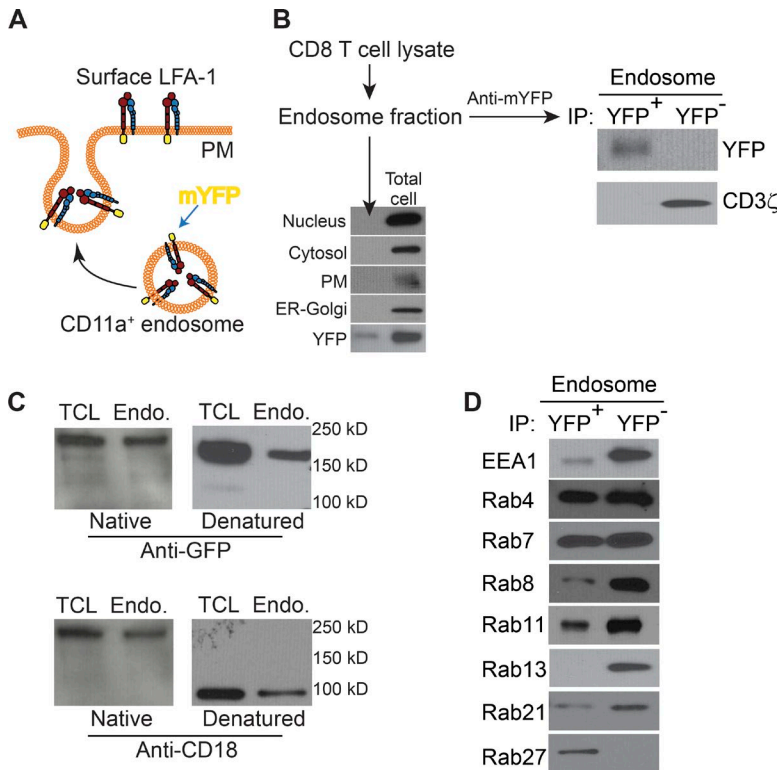 A
Surface LFA-1
PM
mYFP
CD11a⁺ endosome
B
CD8 T cell lysate
Endosome fraction
Anti-mYFP
Total
cell
Nucleus
Cytosol
PM
ER-Golgi
YFP
Endosome
IP: YFP⁺ YFP⁻
YFP
CD3ζ
C
TCL Endo. TCL Endo.
250 kD
150 kD
100 kD
Native Denatured
Anti-GFP
TCL Endo. TCL Endo.
250 kD
150 kD
100 kD
Native Denatured
Anti-CD18
D
Endosome
IP: YFP⁺ YFP⁻
EEA1
Rab4
Rab7
Rab8
Rab11
Rab13
Rab21
Rab27